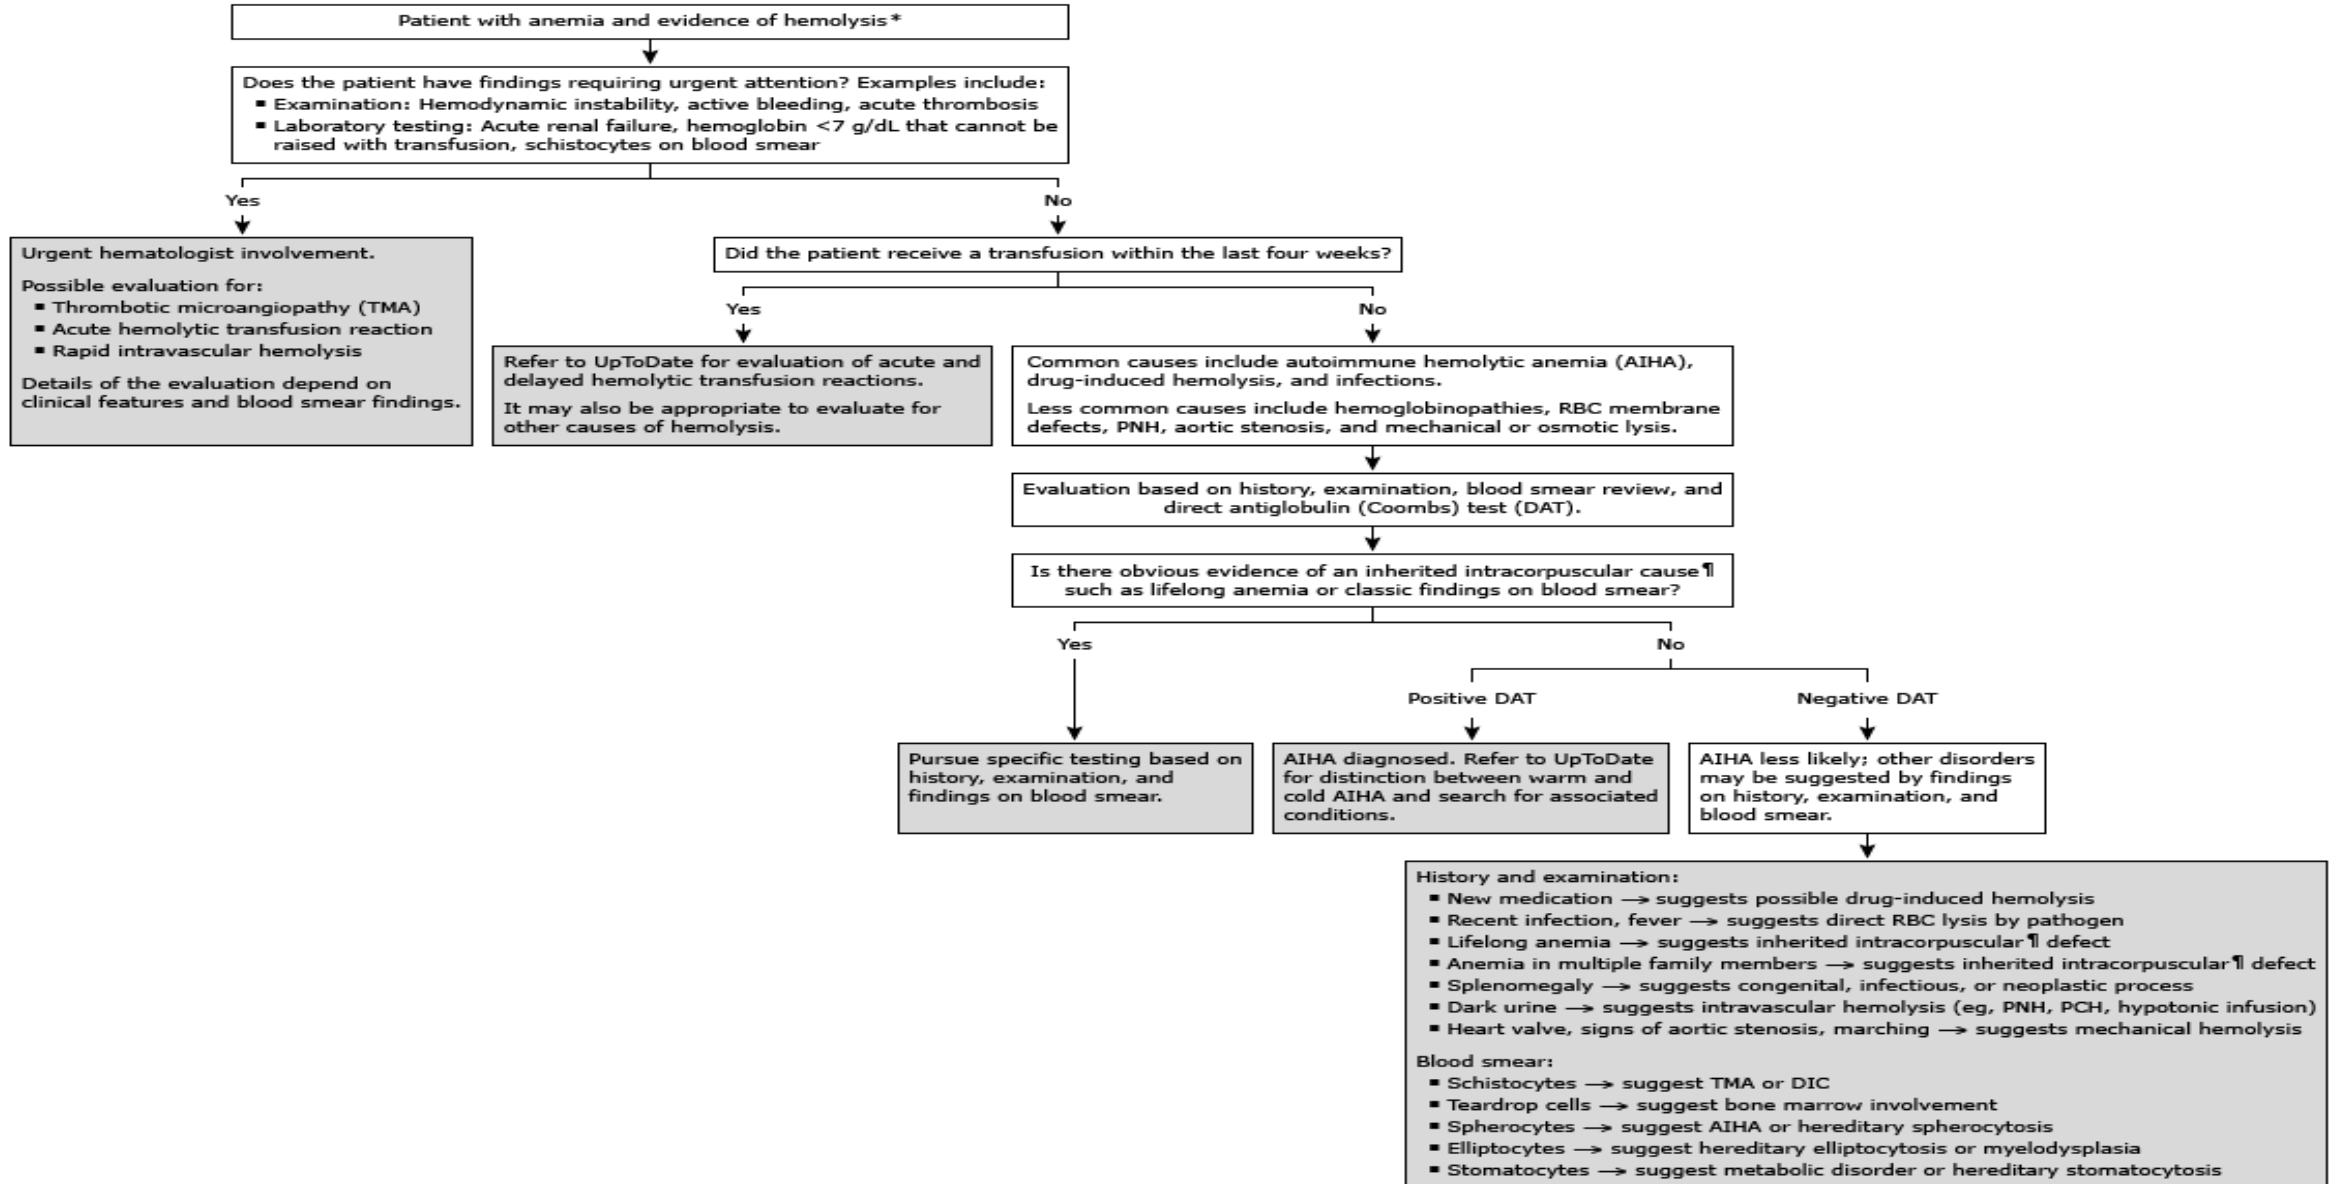 Patient with anemia and evidence of hemolysis*
Does the patient have findings requiring urgent attention? Examples include:
▪ Examination: Hemodynamic instability, active bleeding, acute thrombosis
▪ Laboratory testing: Acute renal failure, hemoglobin <7 g/dL that cannot be
raised with transfusion, schistocytes on blood smear
Yes
No
Urgent hematologist involvement.
Possible evaluation for:
▪ Thrombotic microangiopathy (TMA)
▪ Acute hemolytic transfusion reaction
▪ Rapid intravascular hemolysis
Details of the evaluation depend on
clinical features and blood smear findings.
Did the patient receive a transfusion within the last four weeks?
Yes
No
Refer to UpToDate for evaluation of acute and
delayed hemolytic transfusion reactions.
It may also be appropriate to evaluate for
other causes of hemolysis.
Common causes include autoimmune hemolytic anemia (AIHA),
drug-induced hemolysis, and infections.
Less common causes include hemoglobinopathies, RBC membrane
defects, PNH, aortic stenosis, and mechanical or osmotic lysis.
Evaluation based on history, examination, blood smear review, and
direct antiglobulin (Coombs) test (DAT).
Is there obvious evidence of an inherited intracorpuscular cause¶
such as lifelong anemia or classic findings on blood smear?
Yes
No
Positive DAT
Negative DAT
Pursue specific testing based on
history, examination, and
findings on blood smear.
AIHA diagnosed. Refer to UpToDate
for distinction between warm and
cold AIHA and search for associated
conditions.
AIHA less likely; other disorders
may be suggested by findings
on history, examination, and
blood smear.
History and examination:
▪ New medication → suggests possible drug-induced hemolysis
▪ Recent infection, fever → suggests direct RBC lysis by pathogen
▪ Lifelong anemia → suggests inherited intracorpuscular¶ defect
▪ Anemia in multiple family members → suggests inherited intracorpuscular¶ defect
▪ Splenomegaly → suggests congenital, infectious, or neoplastic process
▪ Dark urine → suggests intravascular hemolysis (eg, PNH, PCH, hypotonic infusion)
▪ Heart valve, signs of aortic stenosis, marching → suggests mechanical hemolysis
Blood smear:
▪ Schistocytes → suggest TMA or DIC
▪ Teardrop cells → suggest bone marrow involvement
▪ Spherocytes → suggest AIHA or hereditary spherocytosis
▪ Elliptocytes → suggest hereditary elliptocytosis or myelodysplasia
▪ Stomatocytes → suggest metabolic disorder or hereditary stomatocytosis